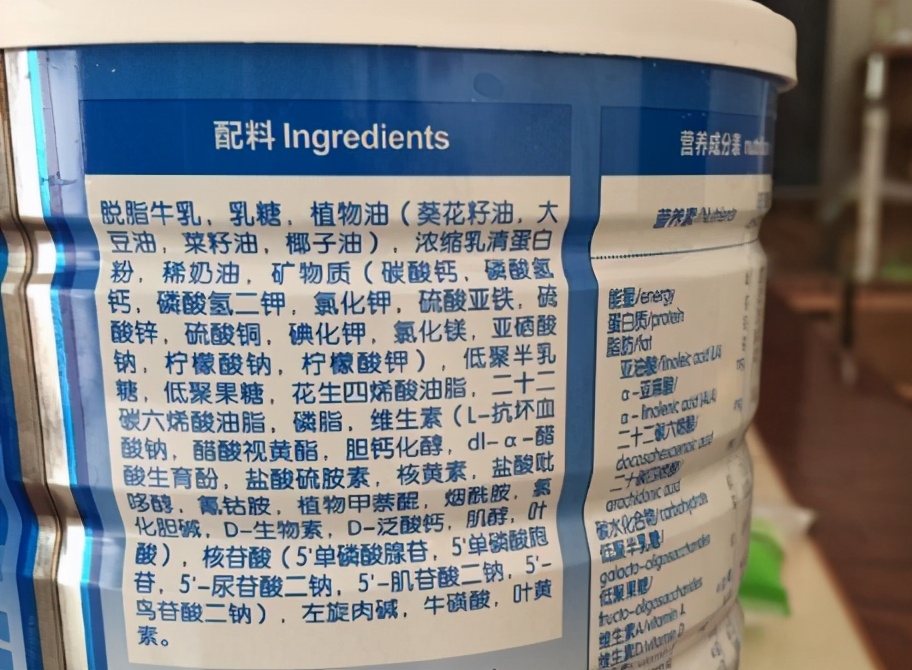 配料 Ingredients
脱脂牛乳，乳糖，植物油（葵花籽油，大
豆油，菜籽油，椰子油），浓缩乳清蛋白
粉，稀奶油，矿物质（碳酸钙，磷酸氢
钙，磷酸氢二钾，氯化钾，硫酸亚铁，硫
酸锌，硫酸铜，碘化钾，氯化镁，亚硒酸
钠，柠檬酸钠，柠檬酸钾），低聚半乳
糖，低聚果糖，花生四烯酸油脂，二十二
碳六烯酸油脂，磷脂，维生素（L-抗坏血
酸钠，醋酸视黄酯，胆钙化醇，dl-α-醋
酸生育酚，盐酸硫胺素，核黄素，盐酸吡
哆醇，氰钴胺，植物甲萘醌，烟酰胺，氯
化胆碱，D-生物素，D-泛酸钙，肌醇，叶
酸），核苷酸（5'单磷酸腺苷，5'单磷酸胞
苷，5'-尿苷酸二钠，5'-肌苷酸二钠，5'-
鸟苷酸二钠），左旋肉碱，牛磺酸，叶黄
素。
营养成分表
营养素/Nutrients
能量/energy
蛋白质/protein
脂肪/fat
亚油酸/linoleic acid
α-亚麻酸/
α-linolenic acid
二十二碳六烯酸/
docosahexaenoic acid
arachidonic acid
碳水化合物/carbohydrate
低聚半乳糖/
galacto-oligosaccharides
低聚果糖/
fructo-oligosaccharides
维生素A/vitamin A
维生素D/vitamin D